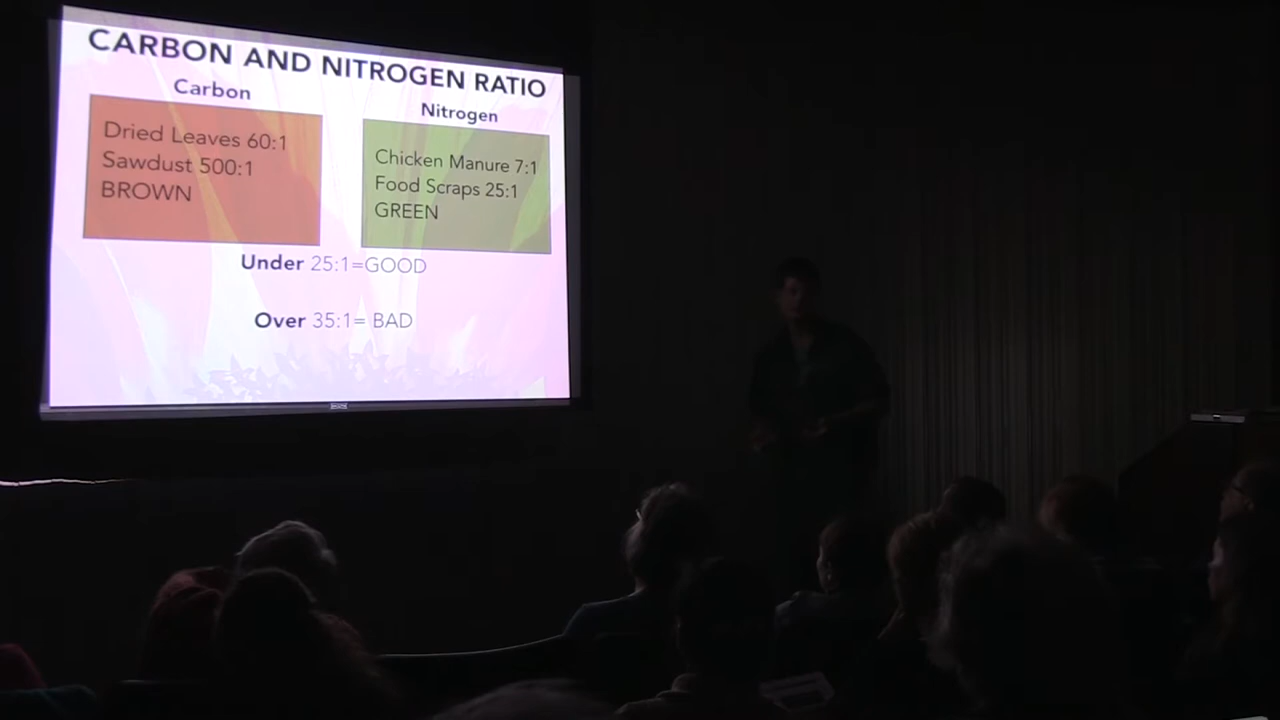 CARBON AND NITROGEN RATIO
Carbon
Dried Leaves 60:1
Sawdust 500:1
BROWN
Nitrogen
Chicken Manure 7:1
Food Scraps 25:1
GREEN
Under 25:1=GOOD
Over 35:1= BAD